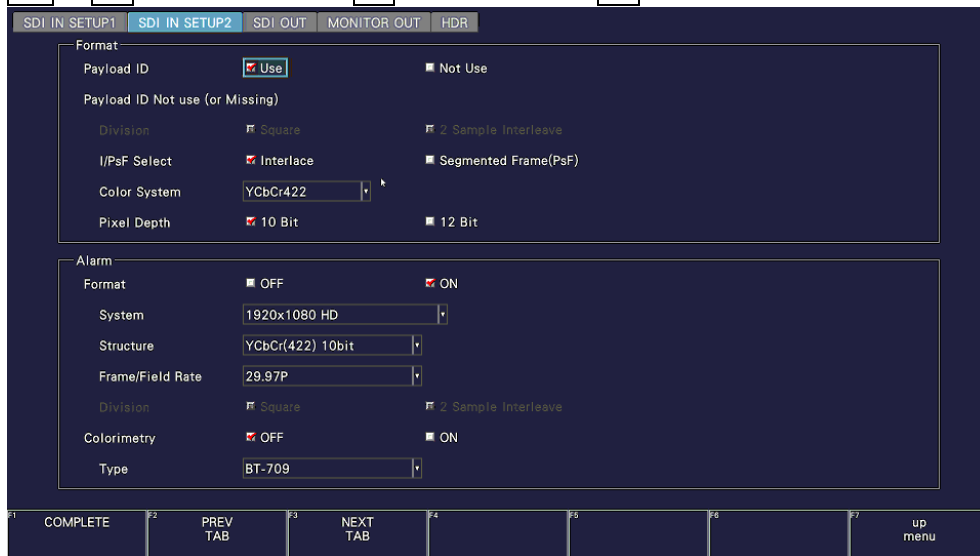 SDI IN SETUP1 SDI IN SETUP2 SDI OUT MONITOR OUT HDR
Format
Payload ID Use Not Use
Payload ID Not use (or Missing)
Division Square 2 Sample Interleave
I/PsF Select Interlace Segmented Frame(PsF)
Color System YCbCr422
Pixel Depth 10 Bit 12 Bit
Alarm
Format OFF ON
System 1920x1080 HD
Structure YCbCr(422) 10bit
Frame/Field Rate 29.97P
Division Square 2 Sample Interleave
Colorimetry OFF ON
Type BT-709
F1 COMPLETE F2 PREV TAB F3 NEXT TAB F4 F5 F6 F7 up menu